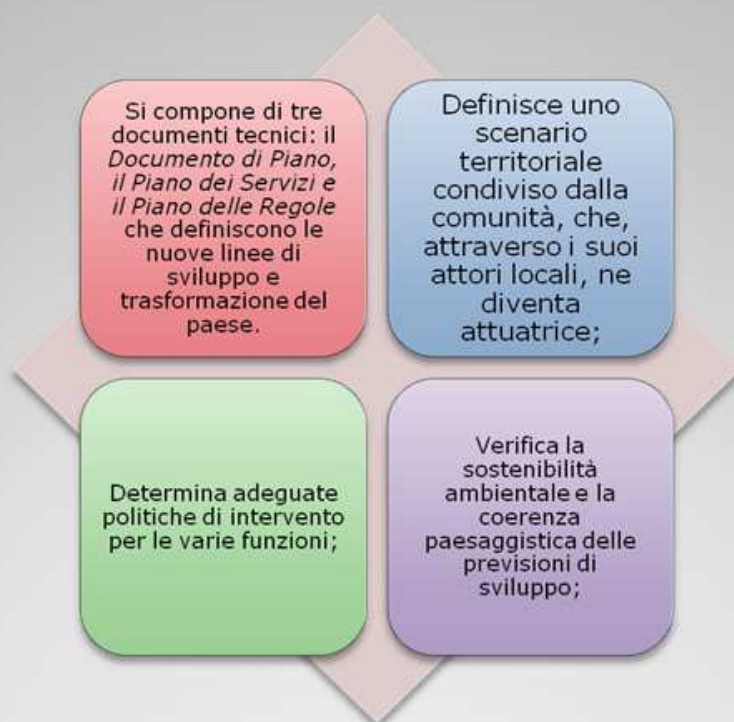 Si compone di tre
documenti tecnici: il
Documento di Piano,
il Piano dei Servizi e
il Piano delle Regole
che definiscono le
nuove linee di
sviluppo e
trasformazione del
paese.
Definisce uno
scenario
territoriale
condiviso dalla
comunità, che,
attraverso i suoi
attori locali, ne
diventa
attuatrice;
Determina adeguate
politiche di intervento
per le varie funzioni;
Verifica la
sostenibilità
ambientale e la
coerenza
paesaggistica delle
previsioni di
sviluppo;